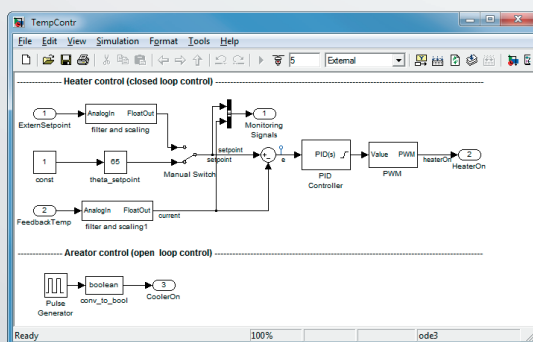 TempContr
File Edit View Simulation Format Tools Help
5 External
Heater control (closed loop control)
1
ExternSetpoint
AnalogIn FloatOut
filter and scaling
1
Monitoring
Signals
1
const
65
theta_setpoint
Manual Switch
setpoint
setpoint
e
PID(s)
PID
Controller
Value PWM
PWM
heaterOn
2
HeaterOn
2
FeedbackTemp
AnalogIn FloatOut
filter and scaling1
current
Areator control (open loop control)
Pulse
Generator
boolean
conv_to_bool
3
CoolerOn
Ready 100% ode3